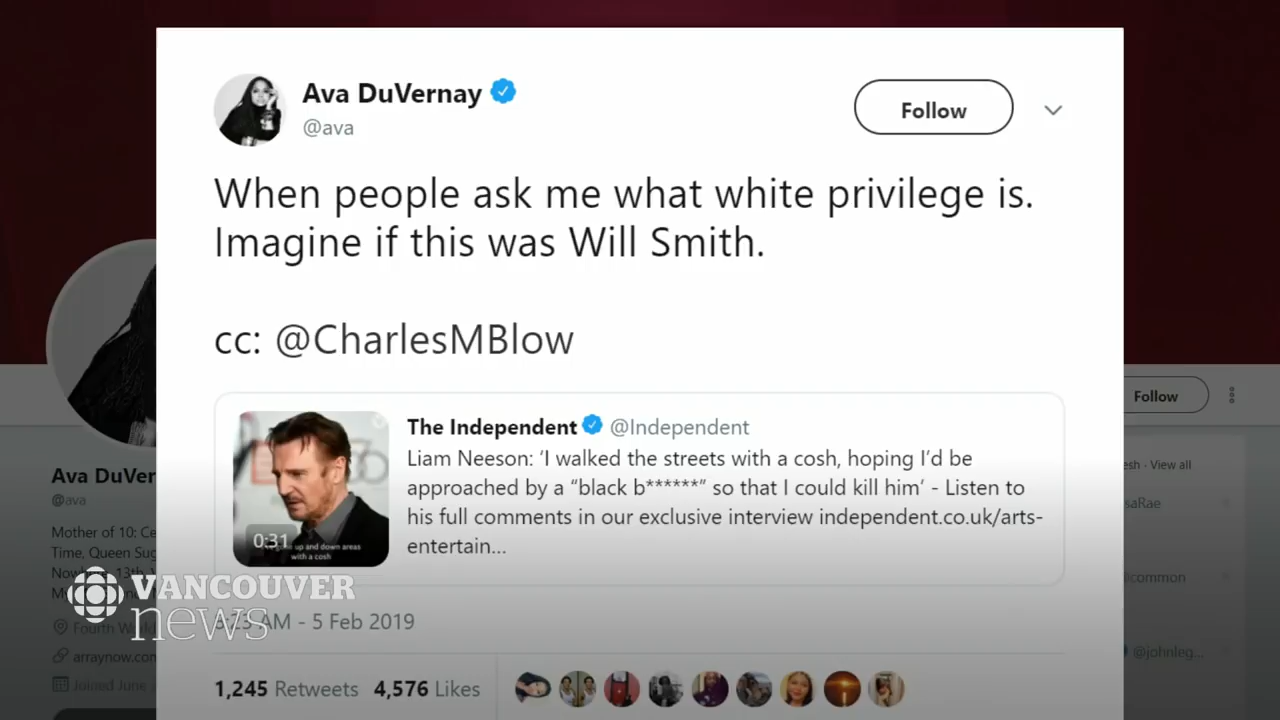 Ava DuVernay
@ava
Follow
When people ask me what white privilege is.
Imagine if this was Will Smith.
cc: @CharlesMBlow
The Independent @Independent
Liam Neeson: ‘I walked the streets with a cosh, hoping I’d be
approached by a “black b******” so that I could kill him’ - Listen to
his full comments in our exclusive interview independent.co.uk/arts-
entertain...
0:31
up and down areas
with a cosh
AM - 5 Feb 2019
1,245 Retweets 4,576 Likes
VANCOUVER
news
Ava DuVer
@ava
Mother of 10: Ce
Time, Queen Sug
13th
Fourth World
arraynow.com
Joined June
Follow
esh · View all
saRae
@common
@johnleg...